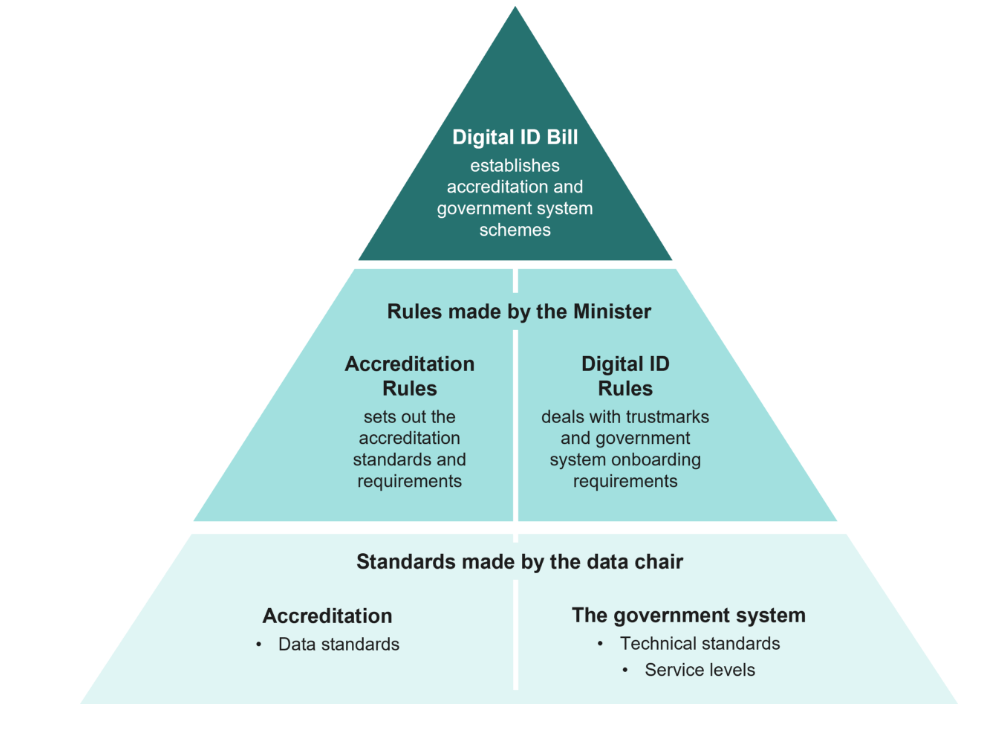 Digital ID Bill
establishes
accreditation and
government system
schemes
Rules made by the Minister
Accreditation
Rules
sets out the
accreditation
standards and
requirements
Digital ID
Rules
deals with trustmarks
and government
system onboarding
requirements
Standards made by the data chair
Accreditation
• Data standards
The government system
• Technical standards
• Service levels